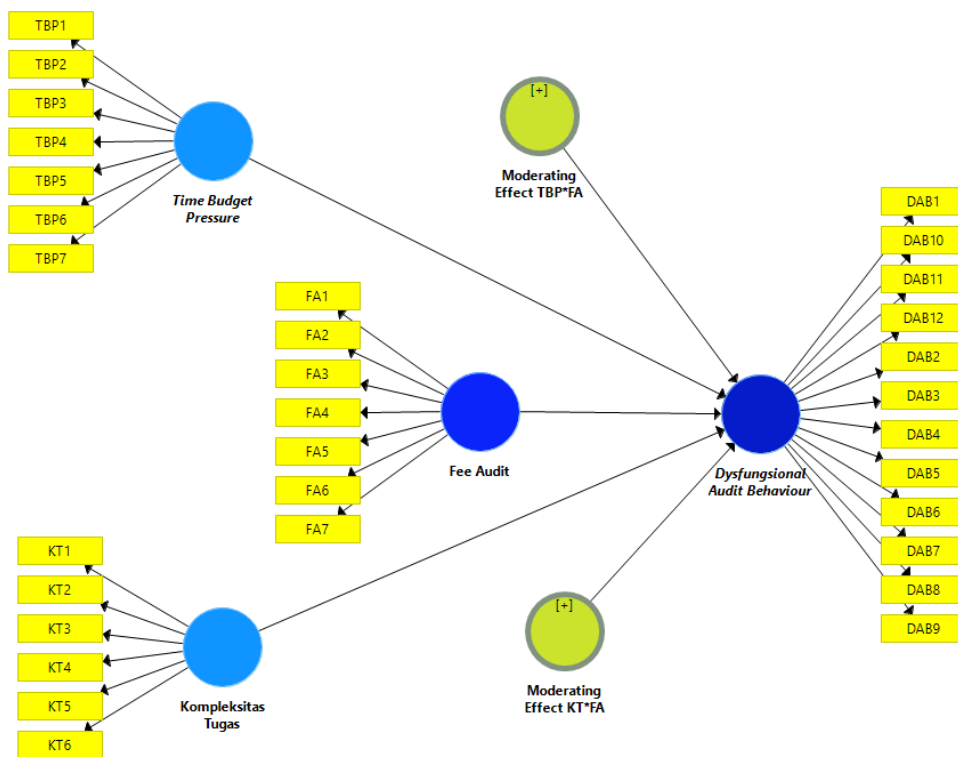 TBP1
TBP2
TBP3
TBP4
TBP5
TBP6
TBP7
Time Budget
Pressure
[+]
Moderating
Effect TBP*FA
FA1
FA2
FA3
FA4
FA5
FA6
FA7
Fee Audit
DAB1
DAB10
DAB11
DAB12
DAB2
DAB3
DAB4
DAB5
DAB6
DAB7
DAB8
DAB9
Dysfungsional
Audit Behaviour
KT1
KT2
KT3
KT4
KT5
KT6
Kompleksitas
Tugas
[+]
Moderating
Effect KT*FA